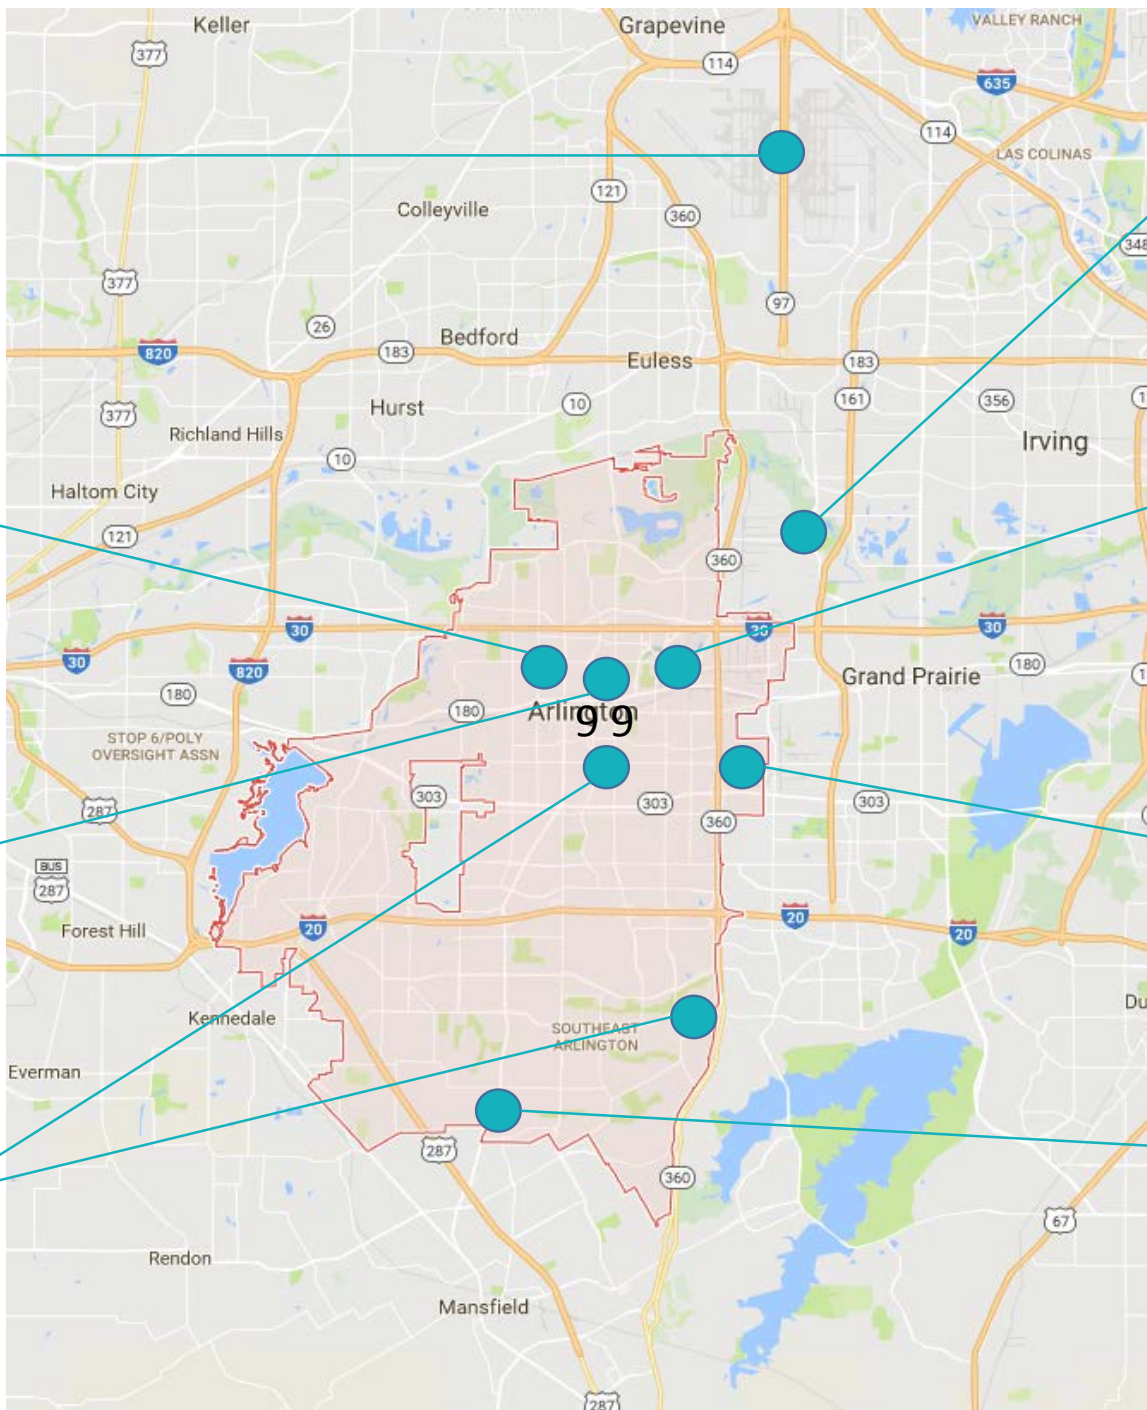 Keller
Grapevine
VALLEY RANCH
377
114
635
114
LAS COLINAS
121
Colleyville
360
348
377
97
26
Bedford
820
183
Euless
183
161
356
377
Hurst
10
Richland Hills
Irving
10
Haltom City
121
360
30
30
30
30
820
180
Grand Prairie
180
180
Arlington
99
STOP 6/POLY
OVERSIGHT ASSN
303
303
303
287
360
BUS
287
20
20
20
Forest Hill
Kennedale
SOUTHEAST
ARLINGTON
Everman
287
360
67
Rendon
Mansfield
287